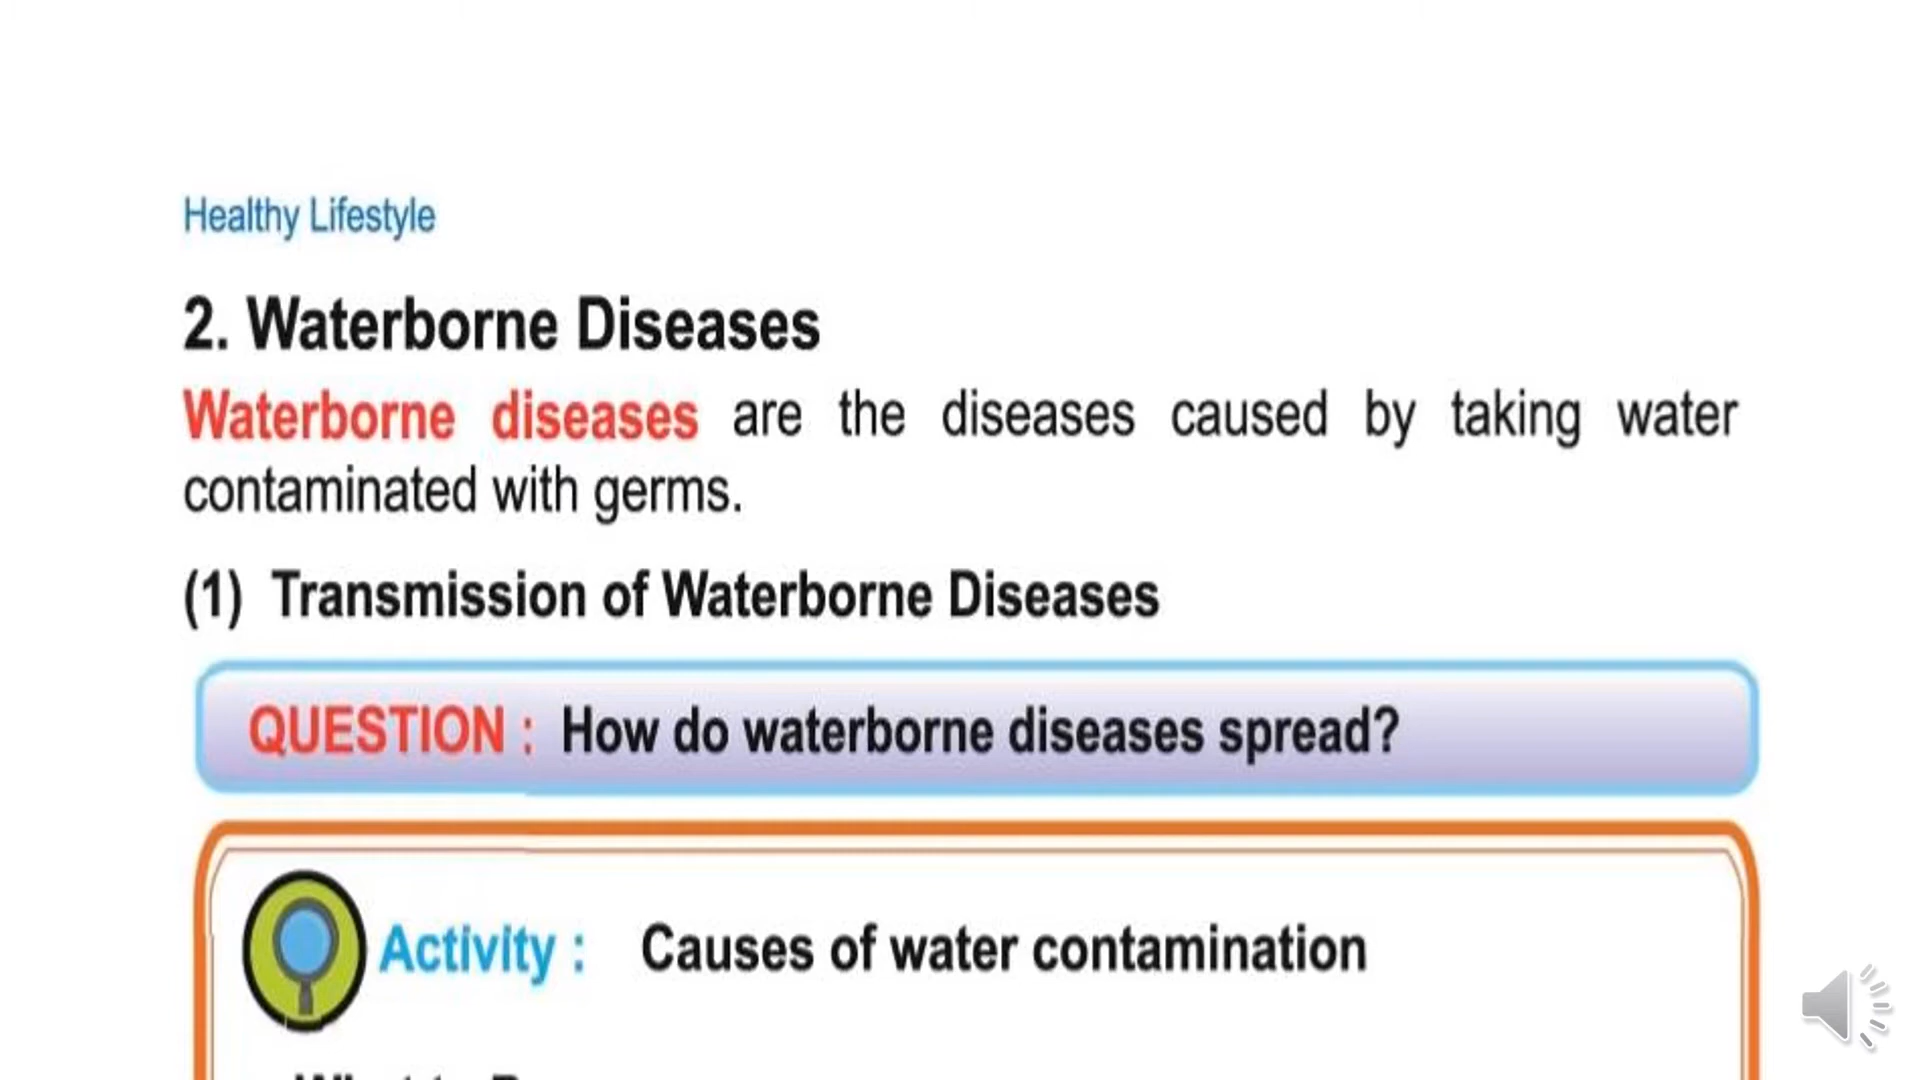 Healthy Lifestyle
2. Waterborne Diseases
Waterborne diseases are the diseases caused by taking water
contaminated with germs.
(1) Transmission of Waterborne Diseases
QUESTION : How do waterborne diseases spread?
Activity : Causes of water contamination